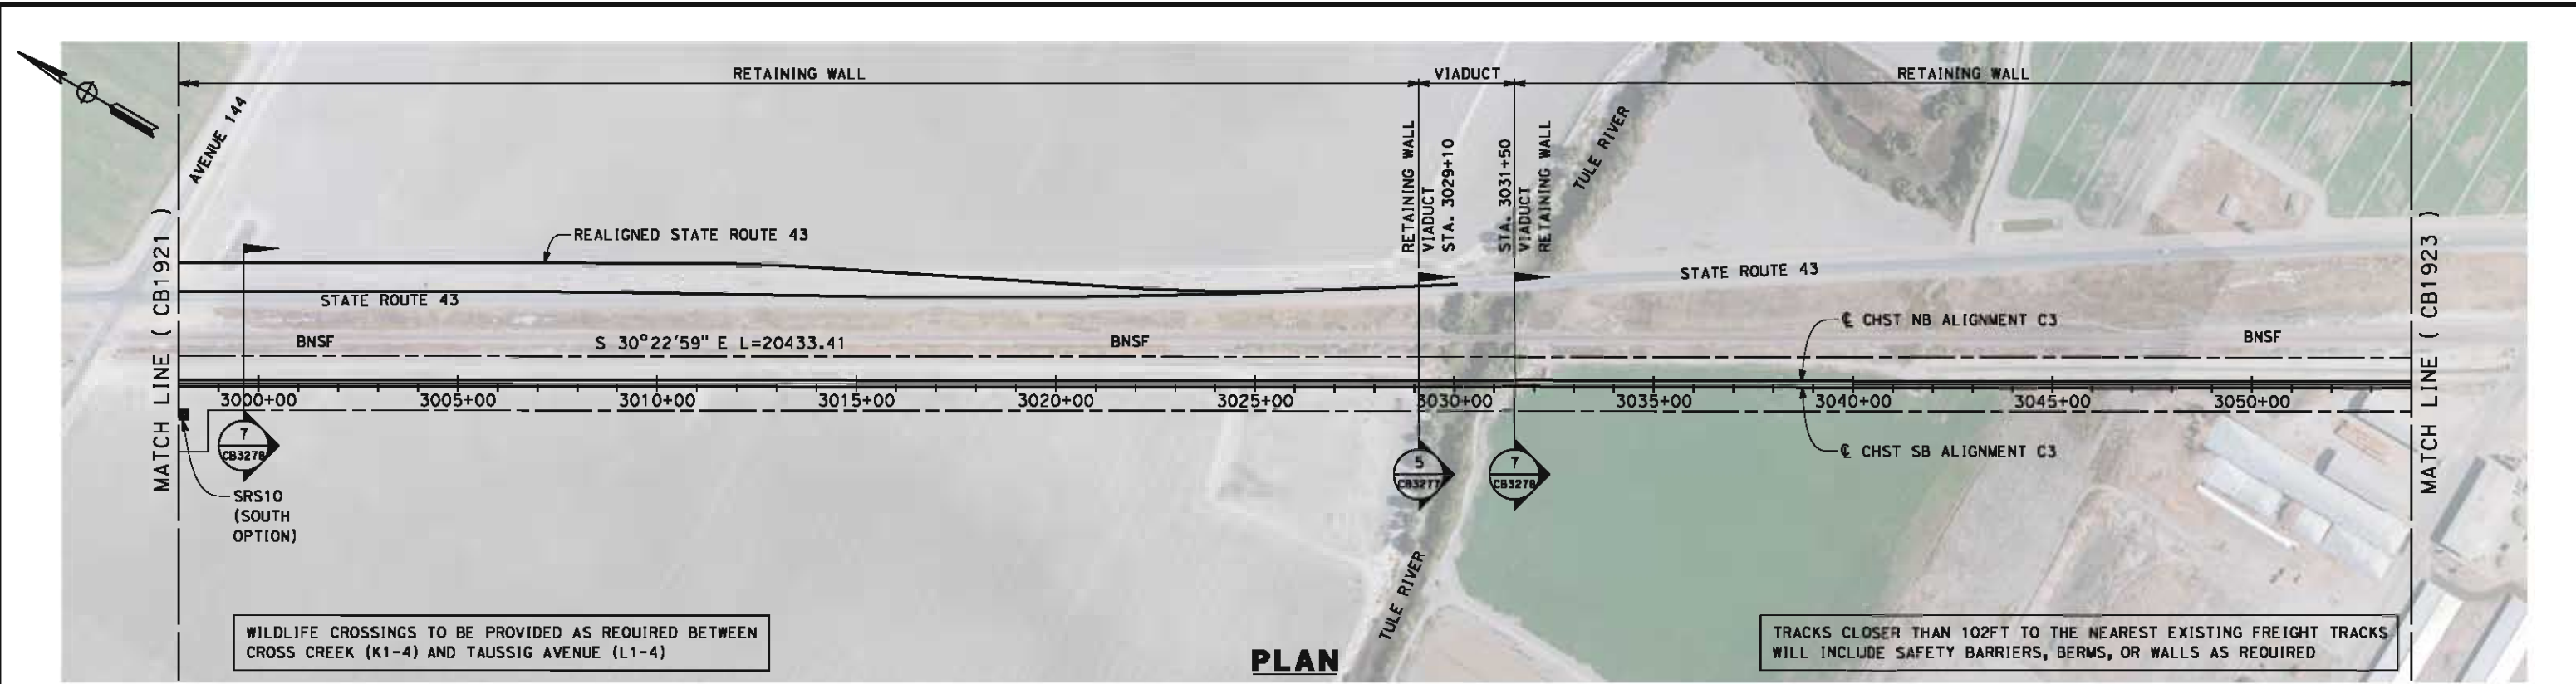 RETAINING WALL
VIADUCT
RETAINING WALL
AVENUE 144
TULE RIVER
RETAINING WALL
VIADUCT
STA. 3029+10
STA. 3031+50
VIADUCT
RETAINING WALL
MATCH LINE ( CB1921 )
REALIGNED STATE ROUTE 43
STATE ROUTE 43
STATE ROUTE 43
MATCH LINE ( CB1923 )
BNSF
S 30°22'59" E L=20433.41
BNSF
℄ CHST NB ALIGNMENT C3
BNSF
3000+00
3005+00
3010+00
3015+00
3020+00
3025+00
3030+00
3035+00
3040+00
3045+00
3050+00
7
CB3278
5
CB3277
7
CB3278
℄ CHST SB ALIGNMENT C3
SRS10
(SOUTH
OPTION)
TULE RIVER
WILDLIFE CROSSINGS TO BE PROVIDED AS REQUIRED BETWEEN
CROSS CREEK (K1-4) AND TAUSSIG AVENUE (L1-4)
PLAN
TRACKS CLOSER THAN 102FT TO THE NEAREST EXISTING FREIGHT TRACKS
WILL INCLUDE SAFETY BARRIERS, BERMS, OR WALLS AS REQUIRED